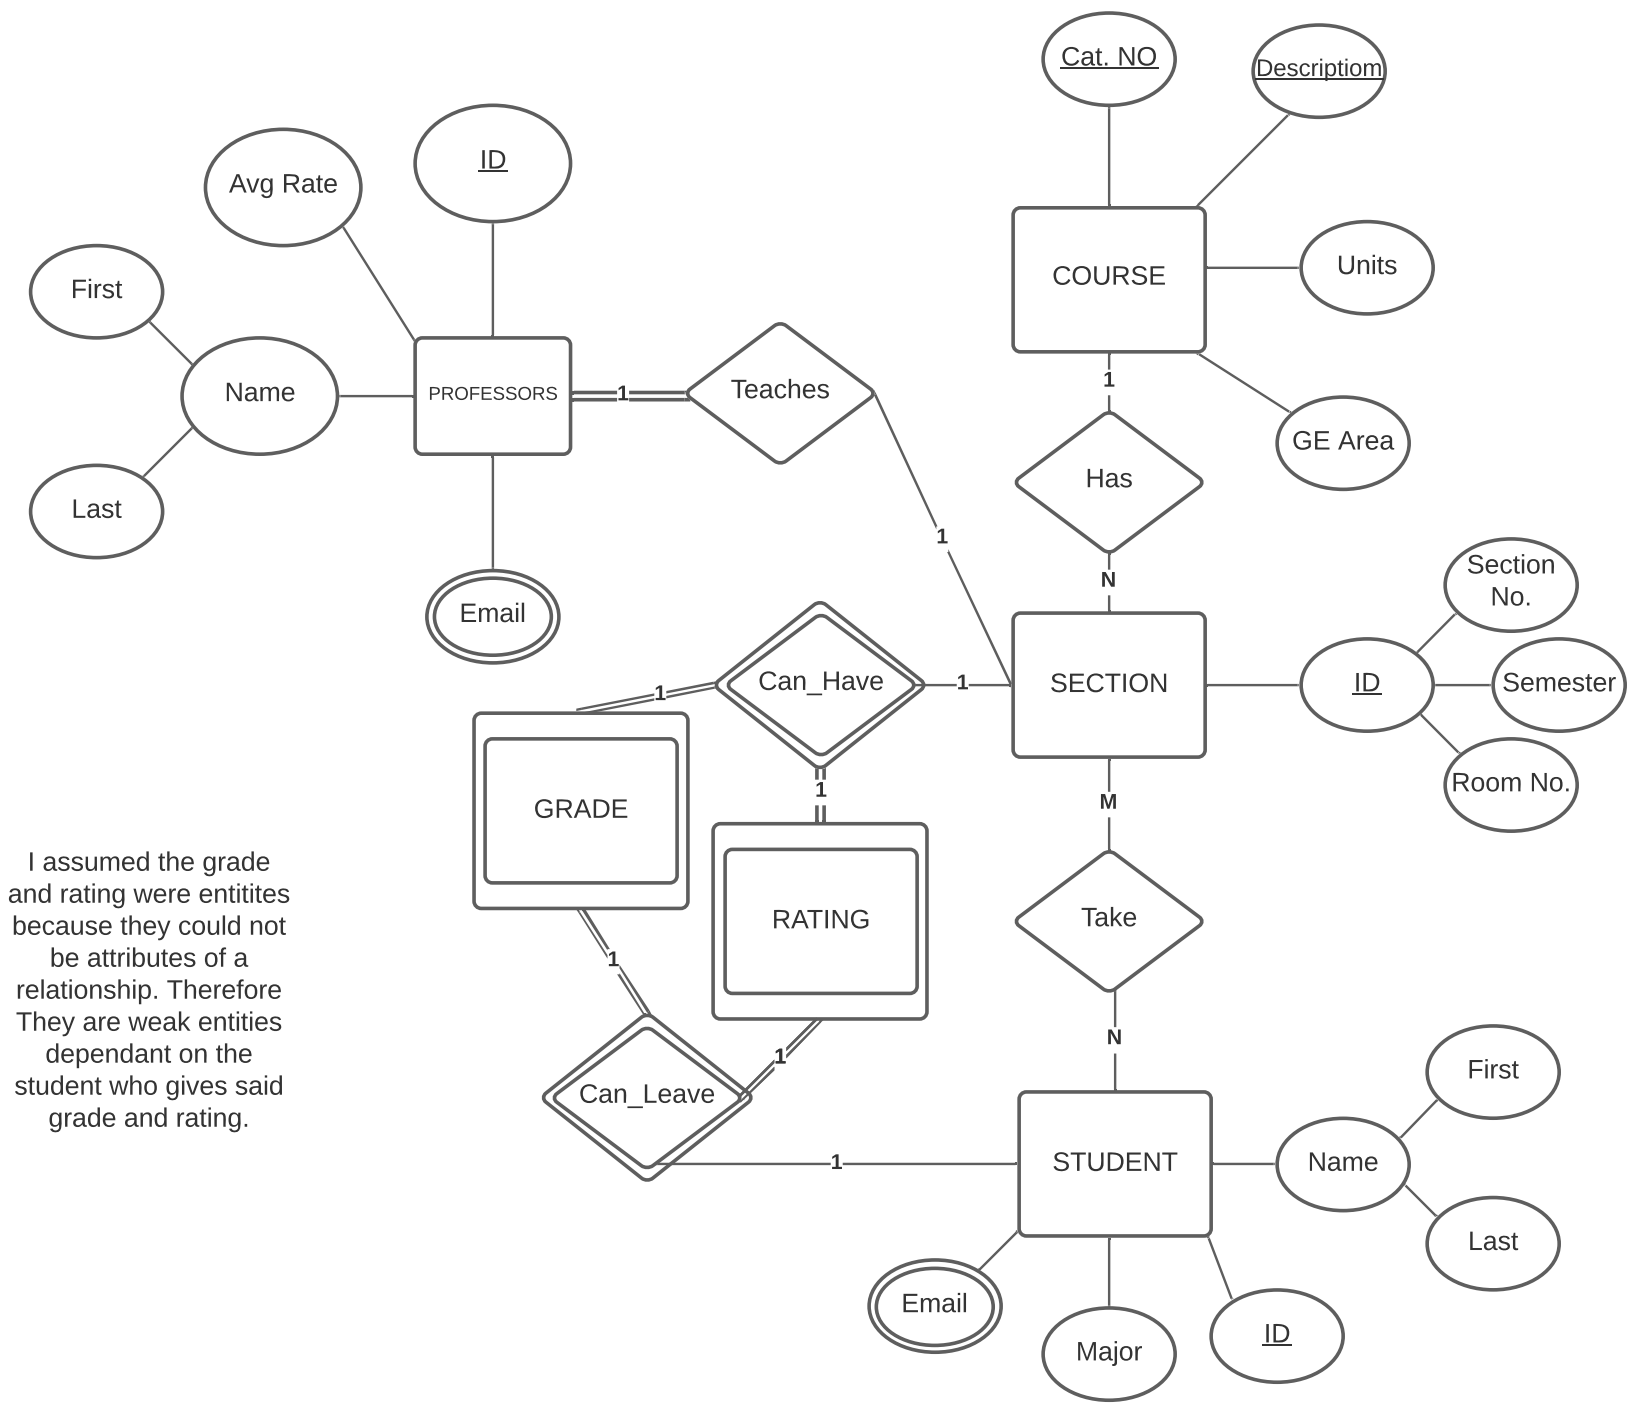 Cat. NO
Descriptiom
ID
Avg Rate
Units
First
COURSE
Name
PROFESSORS
1
Teaches
1
GE Area
Has
Last
1
Section
No.
N
Email
Can_Have
1
1
SECTION
ID
Semester
Room No.
1
M
GRADE
I assumed the grade
and rating were entitites
because they could not
be attributes of a
relationship. Therefore
They are weak entities
dependant on the
student who gives said
grade and rating.
RATING
Take
1
N
1
Can_Leave
First
1
STUDENT
Name
Last
Email
Major
ID